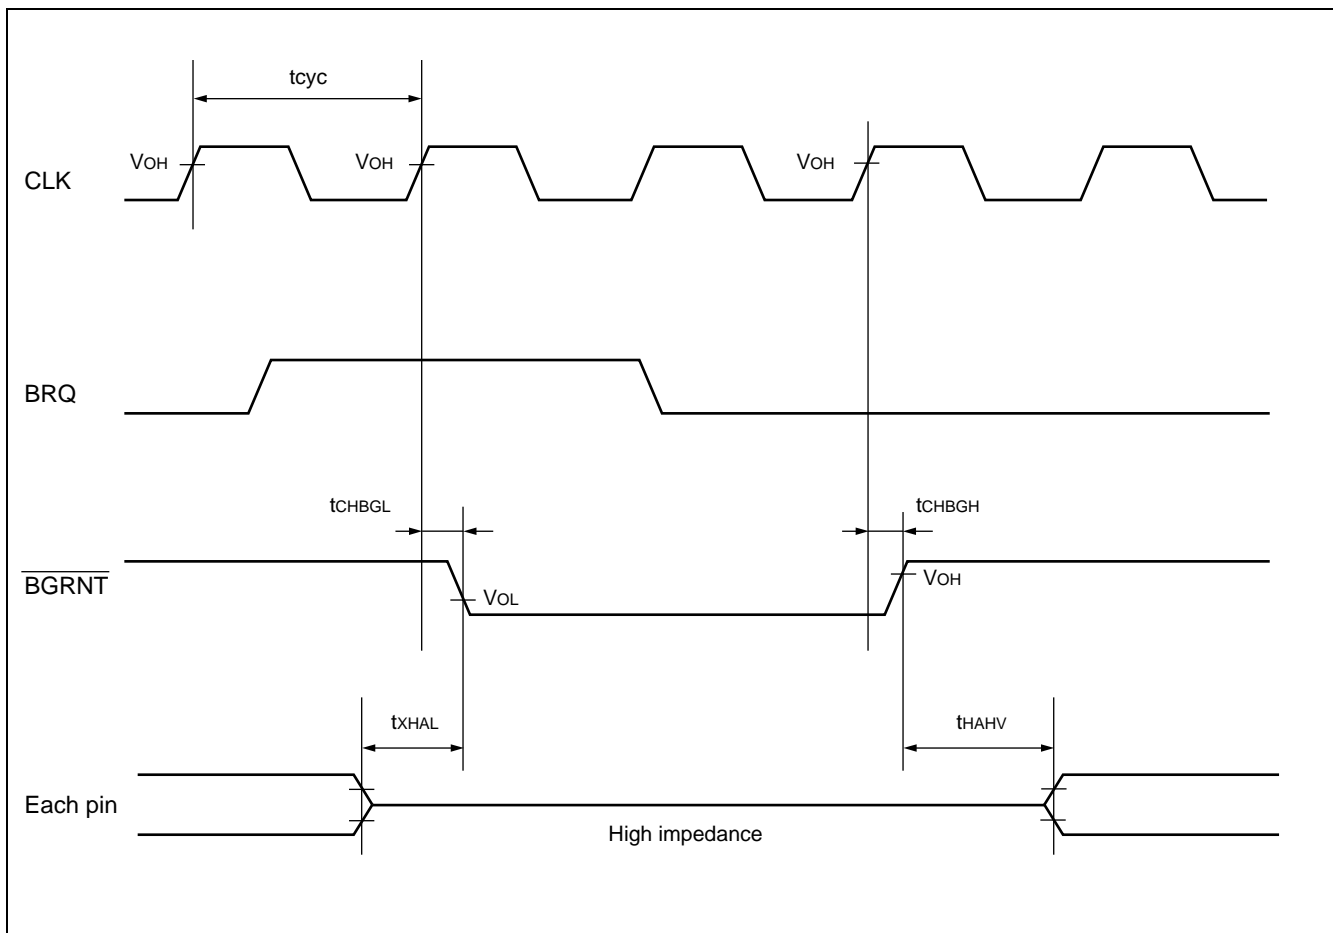 tcyc
VOH
VOH
VOH
CLK
BRQ
tCHBGL
tCHBGH
BGRNT
VOL
VOH
tXHAL
tHAHV
Each pin
High impedance